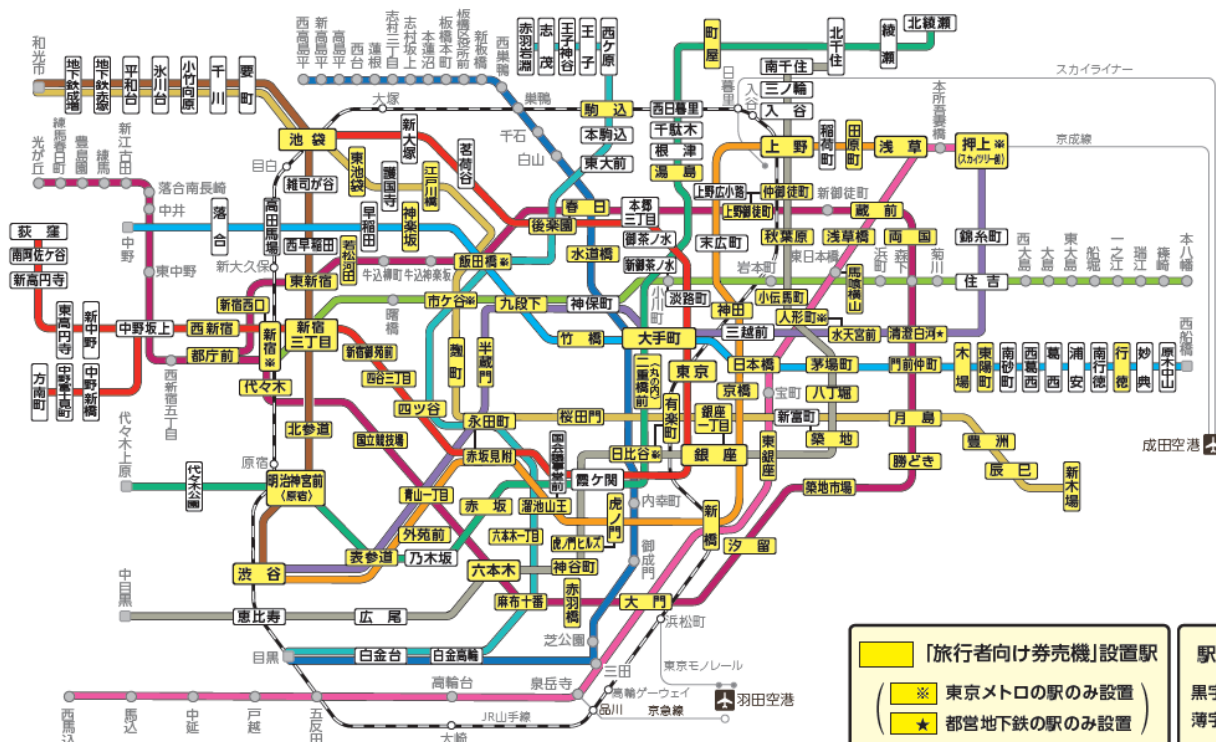 和光市
地下鉄成増
地下鉄赤塚
平和台
氷川台
小竹向原
千川
要町
池袋
西高島平
新高島平
高島平
西台
蓮根
志村三丁目
志村坂上
本蓮沼
板橋本町
板橋区役所前
新板橋
西巣鴨
巣鴨
千石
白山
大塚
赤羽岩淵
志茂
王子神谷
王子
西ケ原
駒込
本駒込
東大前
町屋
西日暮里
千駄木
根津
湯島
北千住
南千住
三ノ輪
入谷
綾瀬
北綾瀬
日暮里
入谷
スカイライナー
上野
稲荷町
田原町
浅草
本所吾妻橋
押上※
(スカイツリー前)
京成線
光が丘
練馬春日町
豊島園
練馬
新江古田
落合南長崎
中井
東中野
中野
落合
目白
雑司が谷
高田馬場
西早稲田
早稲田
東池袋
護国寺
江戸川橋
神楽坂
新大塚
茗荷谷
後楽園
春日
本郷三丁目
御茶ノ水
新御茶ノ水
水道橋
飯田橋※
上野広小路
仲御徒町
上野御徒町
新御徒町
末広町
秋葉原
浅草橋
蔵前
両国
錦糸町
荻窪
南阿佐ケ谷
新高円寺
東高円寺
新中野
中野坂上
西新宿
方南町
中野富士見町
中野新橋
西新宿五丁目
都庁前
新宿西口
新大久保
東新宿
若松河田
牛込柳町
牛込神楽坂
新宿※
新宿三丁目
曙橋
市ケ谷※
九段下
神保町
小川町
淡路町
岩本町
神田
小伝馬町
東日本橋
馬喰横山
浜町
森下
菊川
住吉
西大島
大島
東大島
船堀
一之江
瑞江
篠崎
本八幡
代々木
新宿御苑前
四谷三丁目
四ツ谷
麴町
半蔵門
竹橋
大手町
三越前
人形町※
水天宮前
清澄白河★
東京
二重橋前
〈丸の内〉
日本橋
茅場町
門前仲町
木場
東陽町
南砂町
西葛西
葛西
浦安
南行徳
行徳
妙典
原木中山
西船橋
京橋
宝町
八丁堀
代々木上原
代々木公園
北参道
国立競技場
原宿
明治神宮前
〈原宿〉
永田町
赤坂見附
桜田門
有楽町
日比谷※
銀座一丁目
銀座
東銀座
新富町
築地
月島
豊洲
辰巳
新木場
勝どき
築地市場
青山一丁目
外苑前
表参道
乃木坂
赤坂
溜池山王
国会議事堂前
霞ケ関
虎ノ門
虎ノ門ヒルズ
六本木一丁目
内幸町
新橋
汐留
渋谷
六本木
神谷町
御成門
中目黒
恵比寿
広尾
麻布十番
赤羽橋
大門
浜松町
芝公園
目黒
白金台
白金高輪
三田
東京モノレール
羽田空港
成田空港
西馬込
馬込
中延
戸越
五反田
高輪台
泉岳寺
高輪ゲーウェイ
品川
京急線
JR山手線
大崎
「旅行者向け券売機」設置駅
※ 東京メトロの駅のみ設置
★ 都営地下鉄の駅のみ設置
駅
黒字
薄字